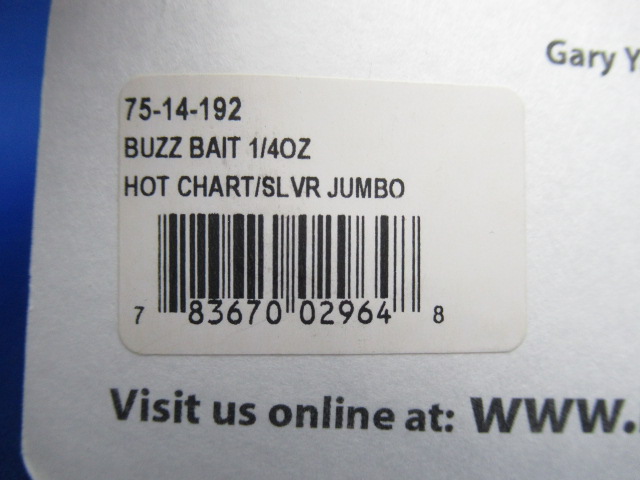 Gary Y
75-14-192
BUZZ BAIT 1/4OZ
HOT CHART/SLVR JUMBO
7 83670 02964 8
Visit us online at: www.